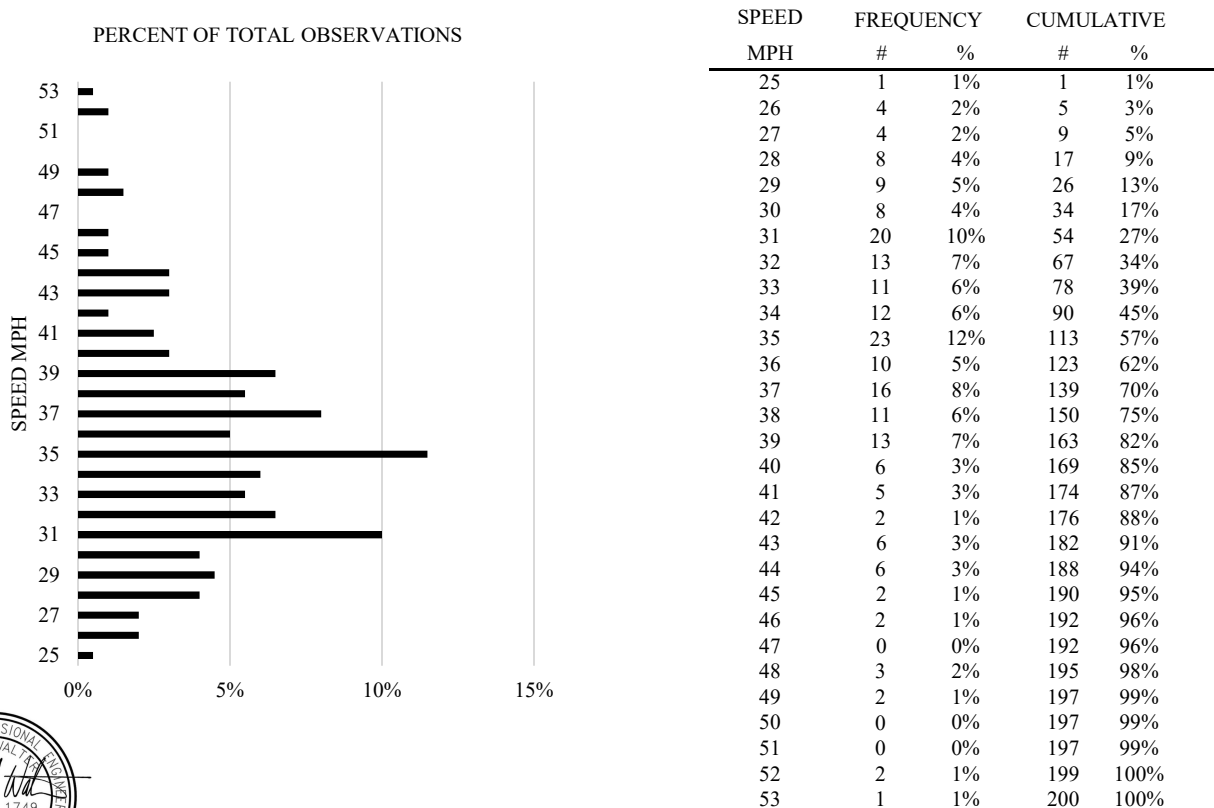 PERCENT OF TOTAL OBSERVATIONS
SPEED MPH
53
51
49
47
45
43
41
39
37
35
33
31
29
27
25
0% 5% 10% 15%
SPEED FREQUENCY CUMULATIVE
MPH # % # %
25 1 1% 1 1%
26 4 2% 5 3%
27 4 2% 9 5%
28 8 4% 17 9%
29 9 5% 26 13%
30 8 4% 34 17%
31 20 10% 54 27%
32 13 7% 67 34%
33 11 6% 78 39%
34 12 6% 90 45%
35 23 12% 113 57%
36 10 5% 123 62%
37 16 8% 139 70%
38 11 6% 150 75%
39 13 7% 163 82%
40 6 3% 169 85%
41 5 3% 174 87%
42 2 1% 176 88%
43 6 3% 182 91%
44 6 3% 188 94%
45 2 1% 190 95%
46 2 1% 192 96%
47 0 0% 192 96%
48 3 2% 195 98%
49 2 1% 197 99%
50 0 0% 197 99%
51 0 0% 197 99%
52 2 1% 199 100%
53 1 1% 200 100%